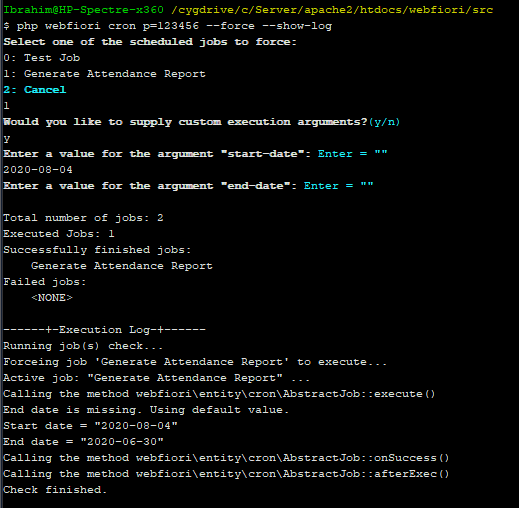 Ibrahim@HP-Spectre-x360 /cygdrive/c/Server/apache2/htdocs/webfiori/src
$ php webfiori cron p=123456 --force --show-log
Select one of the scheduled jobs to force:
0: Test Job
1: Generate Attendance Report
2: Cancel
1
Would you like to supply custom execution arguments?(y/n)
y
Enter a value for the argument "start-date": Enter = ""
2020-08-04
Enter a value for the argument "end-date": Enter = ""

Total number of jobs: 2
Executed Jobs: 1
Successfully finished jobs:
    Generate Attendance Report
Failed jobs:
    <NONE>

------+-Execution Log-+------
Running job(s) check...
Forceing job 'Generate Attendance Report' to execute...
Active job: "Generate Attendance Report" ...
Calling the method webfiori\entity\cron\AbstractJob::execute()
End date is missing. Using default value.
Start date = "2020-08-04"
End date = "2020-06-30"
Calling the method webfiori\entity\cron\AbstractJob::onSuccess()
Calling the method webfiori\entity\cron\AbstractJob::afterExec()
Check finished.